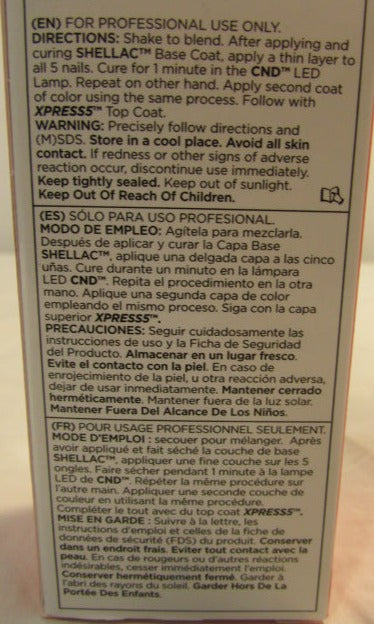 (EN) FOR PROFESSIONAL USE ONLY.
DIRECTIONS: Shake to blend. After applying and
curing SHELLAC™ Base Coat, apply a thin layer to
all 5 nails. Cure for 1 minute in the CND™ LED
Lamp. Repeat on other hand. Apply second coat
of color using the same process. Follow with
XPRESS5™ Top Coat.
WARNING: Precisely follow directions and
(M)SDS. Store in a cool place. Avoid all skin
contact. If redness or other signs of adverse
reaction occur, discontinue use immediately.
Keep tightly sealed. Keep out of sunlight.
Keep Out Of Reach Of Children.
(ES) SÓLO PARA USO PROFESIONAL.
MODO DE EMPLEO: Agítela para mezclarla.
Después de aplicar y curar la Capa Base
SHELLAC™, aplique una delgada capa a las cinco
uñas. Cure durante un minuto en la lámpara
LED CND™. Repita el procedimiento en la otra
mano. Aplique una segunda capa de color
empleando el mismo proceso. Siga con la capa
superior XPRESS5™.
PRECAUCIONES: Seguir cuidadosamente las
instrucciones de uso y la Ficha de Seguridad
del Producto. Almacenar en un lugar fresco.
Evite el contacto con la piel. En caso de
enrojecimiento de la piel, u otra reacción adversa,
dejar de usar inmediatamente. Mantener cerrado
herméticamente. Mantener fuera de la luz solar.
Mantener Fuera Del Alcance De Los Niños.
(FR) POUR USAGE PROFESSIONNEL SEULEMENT.
MODE D'EMPLOI : secouer pour mélanger. Après
avoir appliqué et fait séché la couche de base
SHELLAC™, appliquer une fine couche sur les 5
ongles. Faire sécher pendant 1 minute à la lampe
LED de CND™. Répéter la même procédure sur
l'autre main. Appliquez une seconde couche de
couleur en utilisant la même procédure.
Compléter le tout avec du top coat XPRESS5™.
MISE EN GARDE : Suivre à la lettre, les
instructions d'emploi et celles de la fiche de
données de sécurité (FDS) du produit. Conserver
dans un endroit frais. Eviter tout contact avec la
peau. En cas de rougeurs ou d'autres réactions
indésirables, cesser immédiatement l'emploi.
Conserver hermétiquement fermé. Garder à
l'abri des rayons du soleil. Garder Hors De La
Portée Des Enfants.